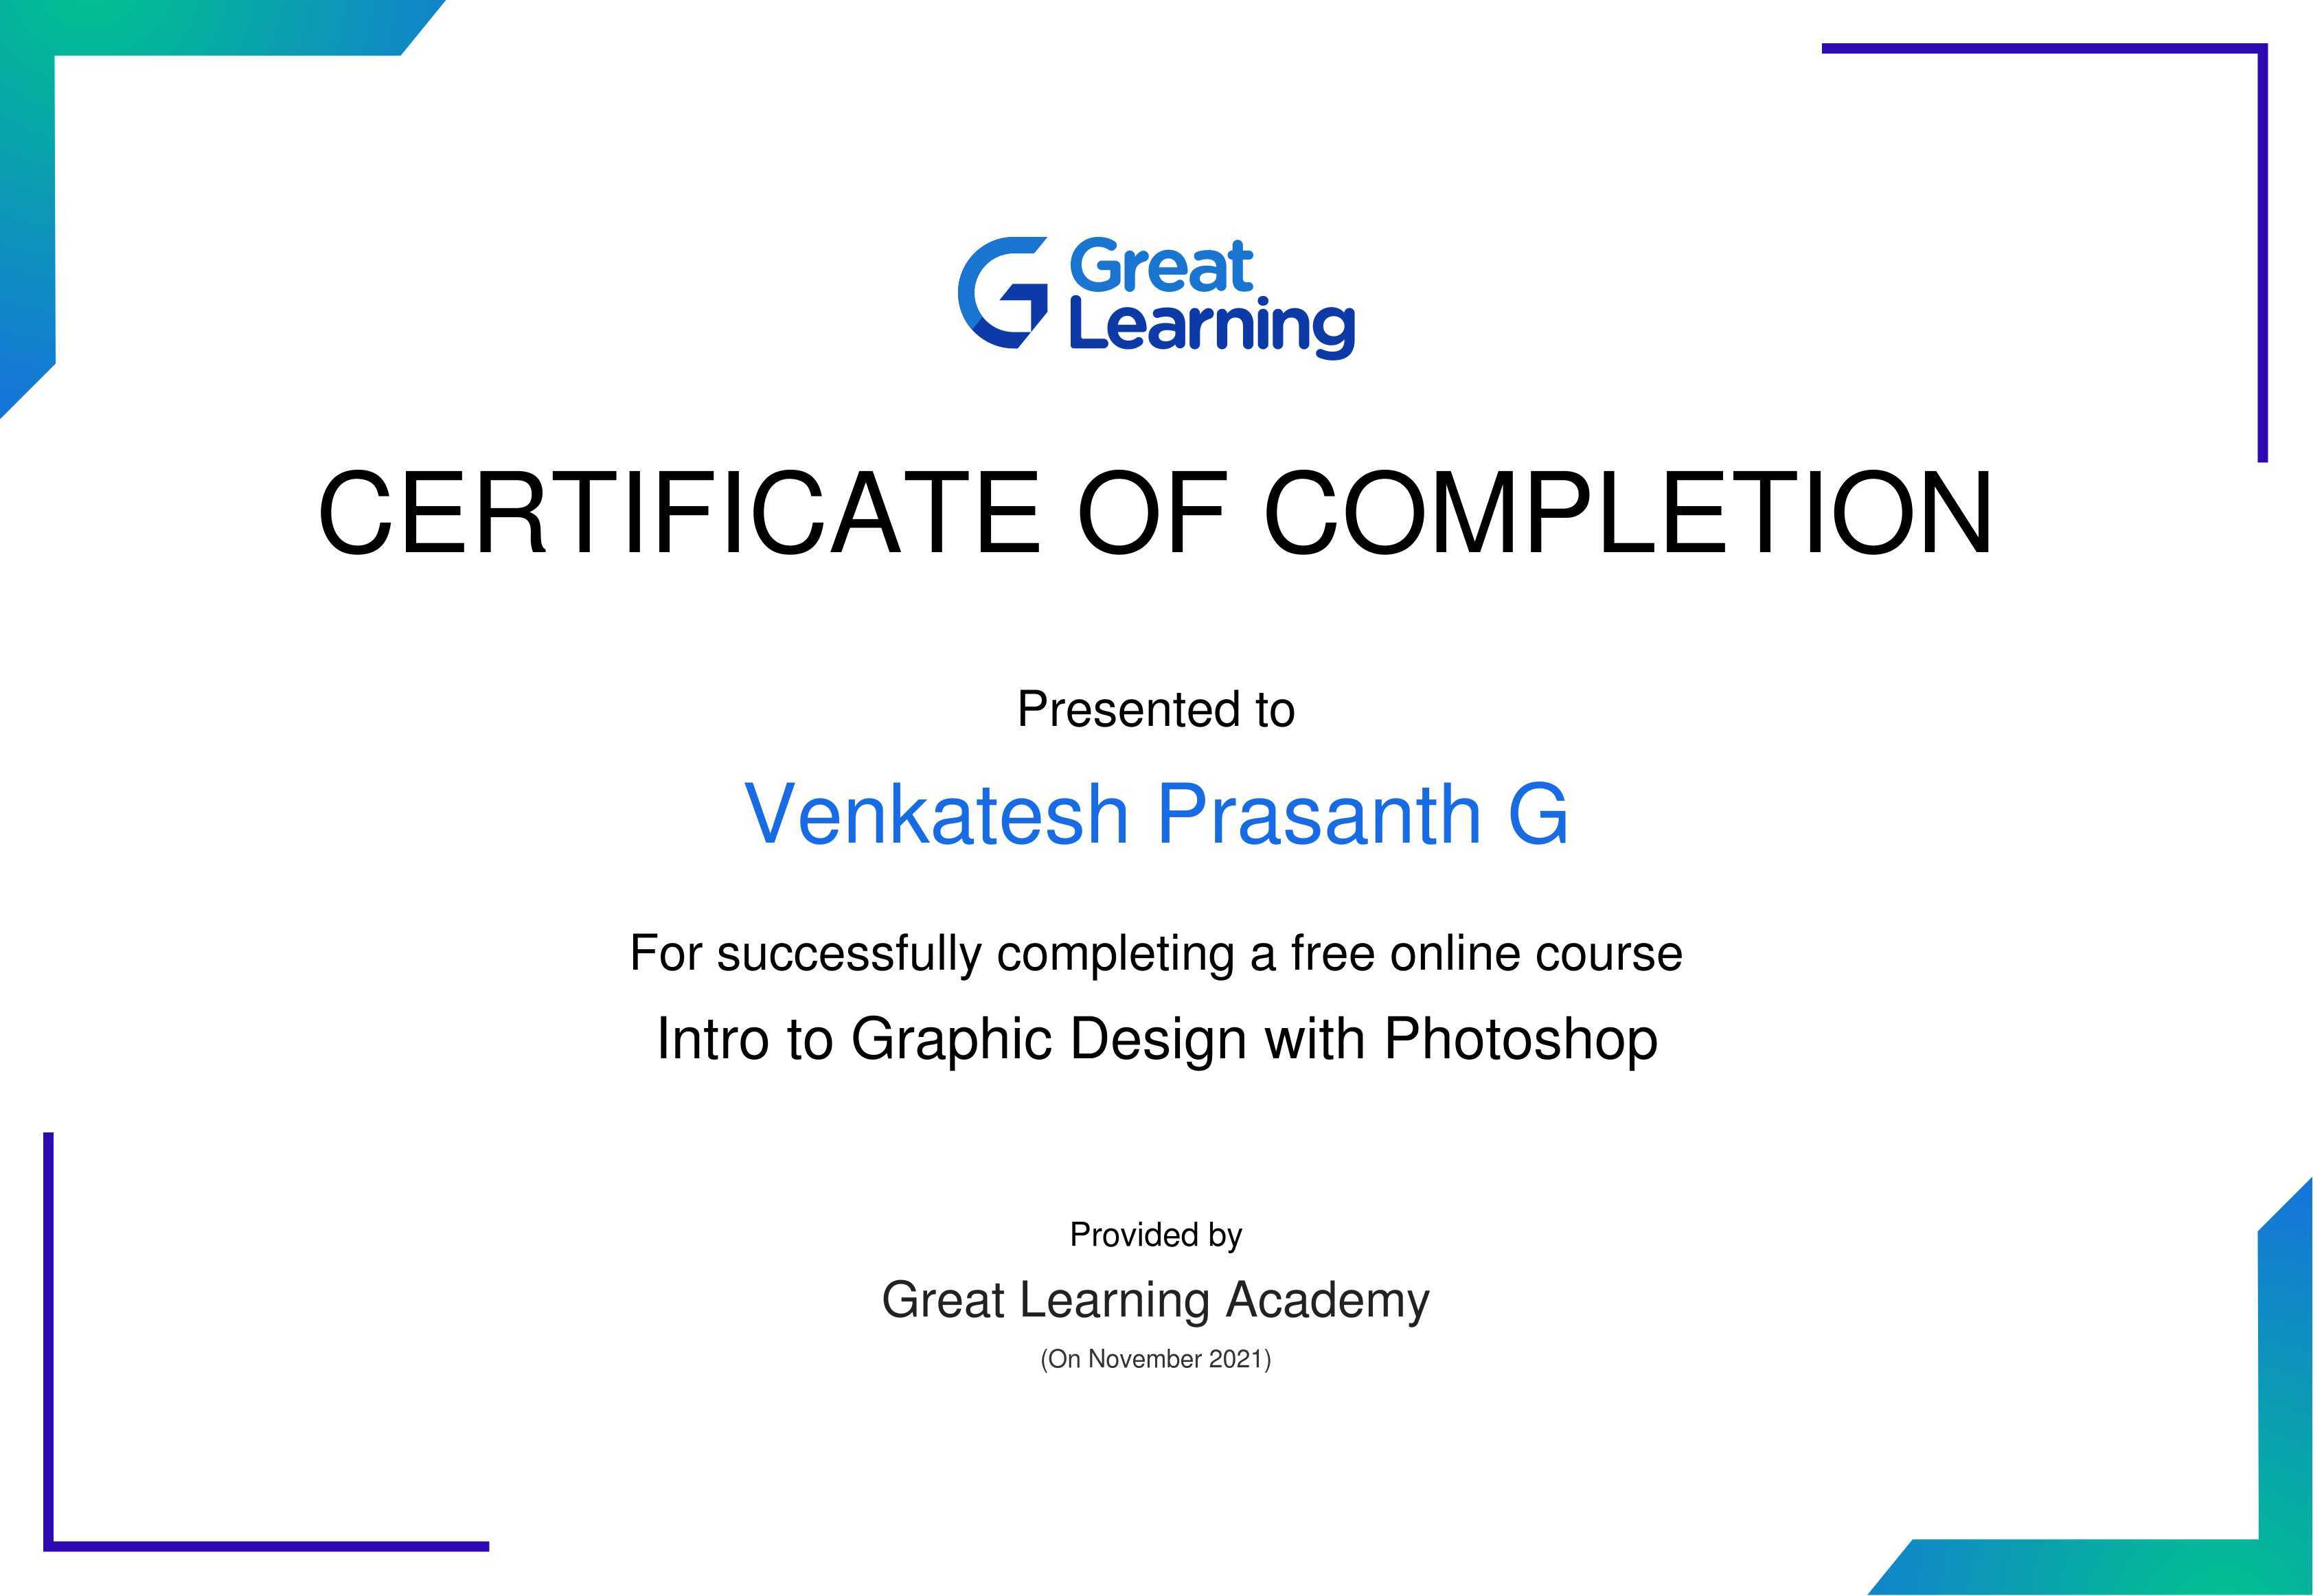 Great
Learning
CERTIFICATE OF COMPLETION
Presented to
Venkatesh Prasanth G
For successfully completing a free online course
Intro to Graphic Design with Photoshop
Provided by
Great Learning Academy
(On November 2021)